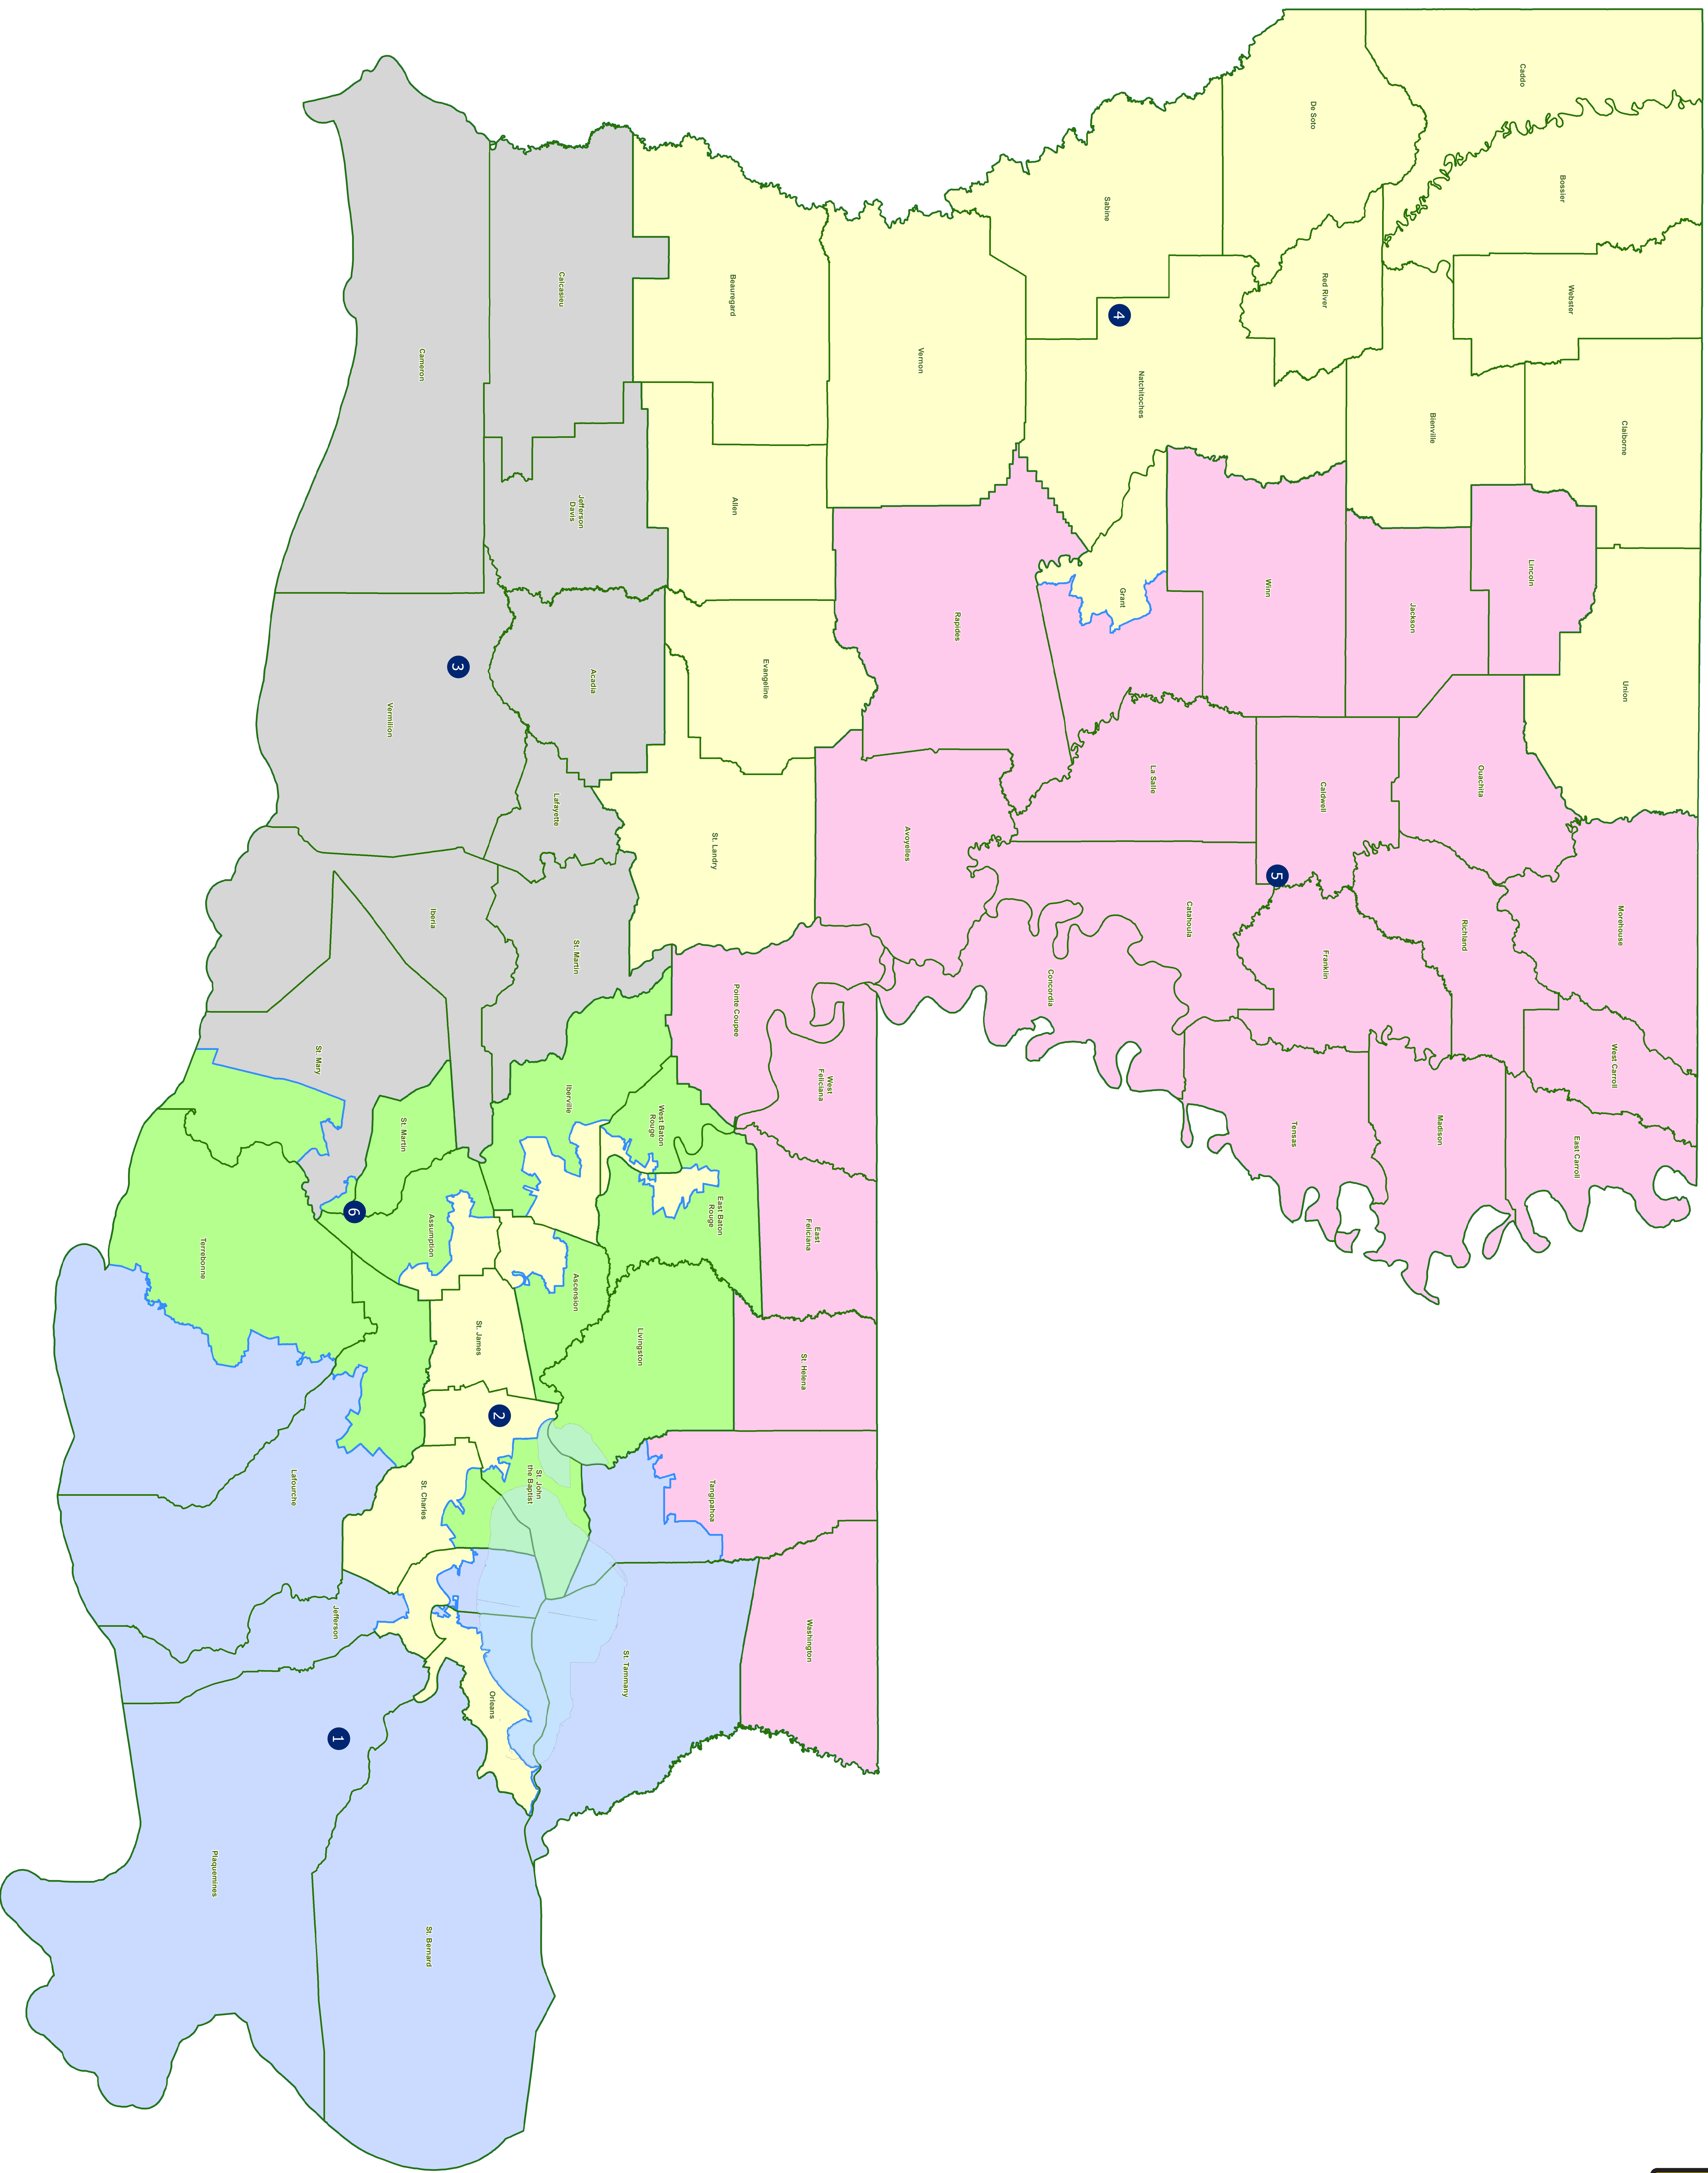 Caddo
Bossier
Webster
Claiborne
Union
Morehouse
West Carroll
East Carroll
De Soto
Red River
Bienville
Lincoln
Jackson
Ouachita
Richland
Madison
Sabine
4
Natchitoches
Winn
Grant
Caldwell
5
Franklin
Tensas
La Salle
Catahoula
Concordia
Vernon
Rapides
Avoyelles
Beauregard
Allen
Evangeline
St. Landry
Pointe Coupee
West
Feliciana
East
Feliciana
St. Helena
Tangipahoa
Washington
Calcasieu
Jefferson
Davis
Acadia
Lafayette
St. Martin
Iberville
West Baton
Rouge
East Baton
Rouge
Ascension
Livingston
St. Tammany
Cameron
3
Vermilion
Iberia
St. Mary
St. Martin
6
Assumption
St. James
2
St. John
the Baptist
St. Charles
Orleans
Terrebonne
Lafourche
Jefferson
1
Plaquemines
St. Bernard